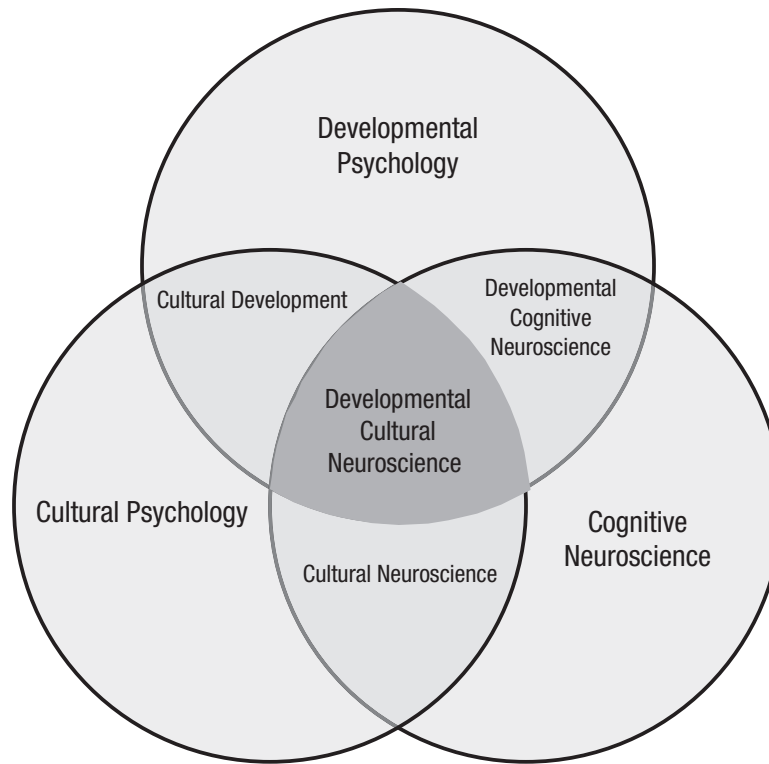 Developmental
Psychology
Cultural Development
Developmental
Cognitive
Neuroscience
Developmental
Cultural
Neuroscience
Cultural Psychology
Cognitive
Neuroscience
Cultural Neuroscience